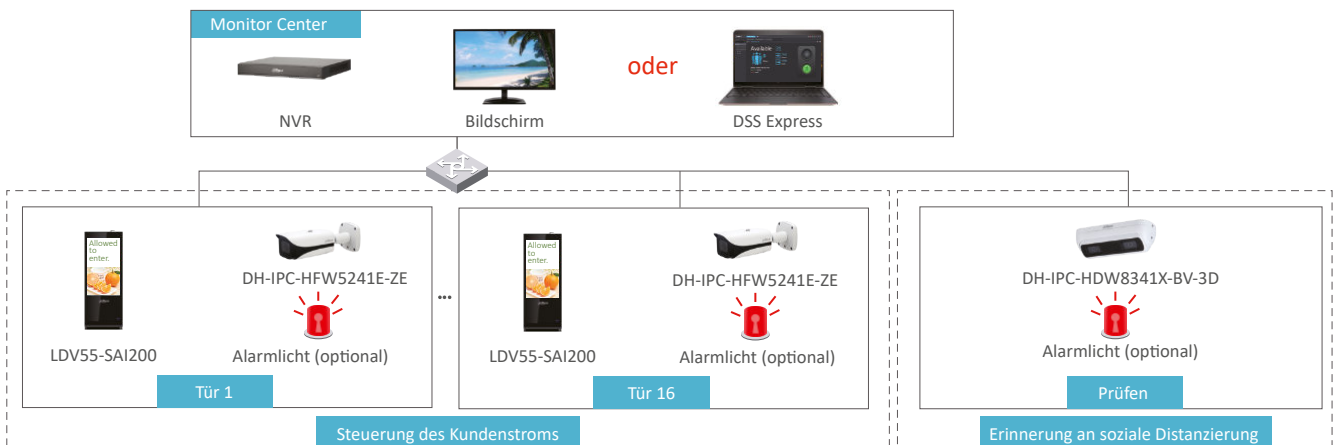 Monitor Center
Available
oder
NVR
Bildschirm
DSS Express
Allowed
to
enter.
DH-IPC-HFW5241E-ZE
LDV55-SAI200
Alarmlicht (optional)
Tür 1
...
Allowed
to
enter.
DH-IPC-HFW5241E-ZE
LDV55-SAI200
Alarmlicht (optional)
Tür 16
Steuerung des Kundenstroms
DH-IPC-HDW8341X-BV-3D
Alarmlicht (optional)
Prüfen
Erinnerung an soziale Distanzierung